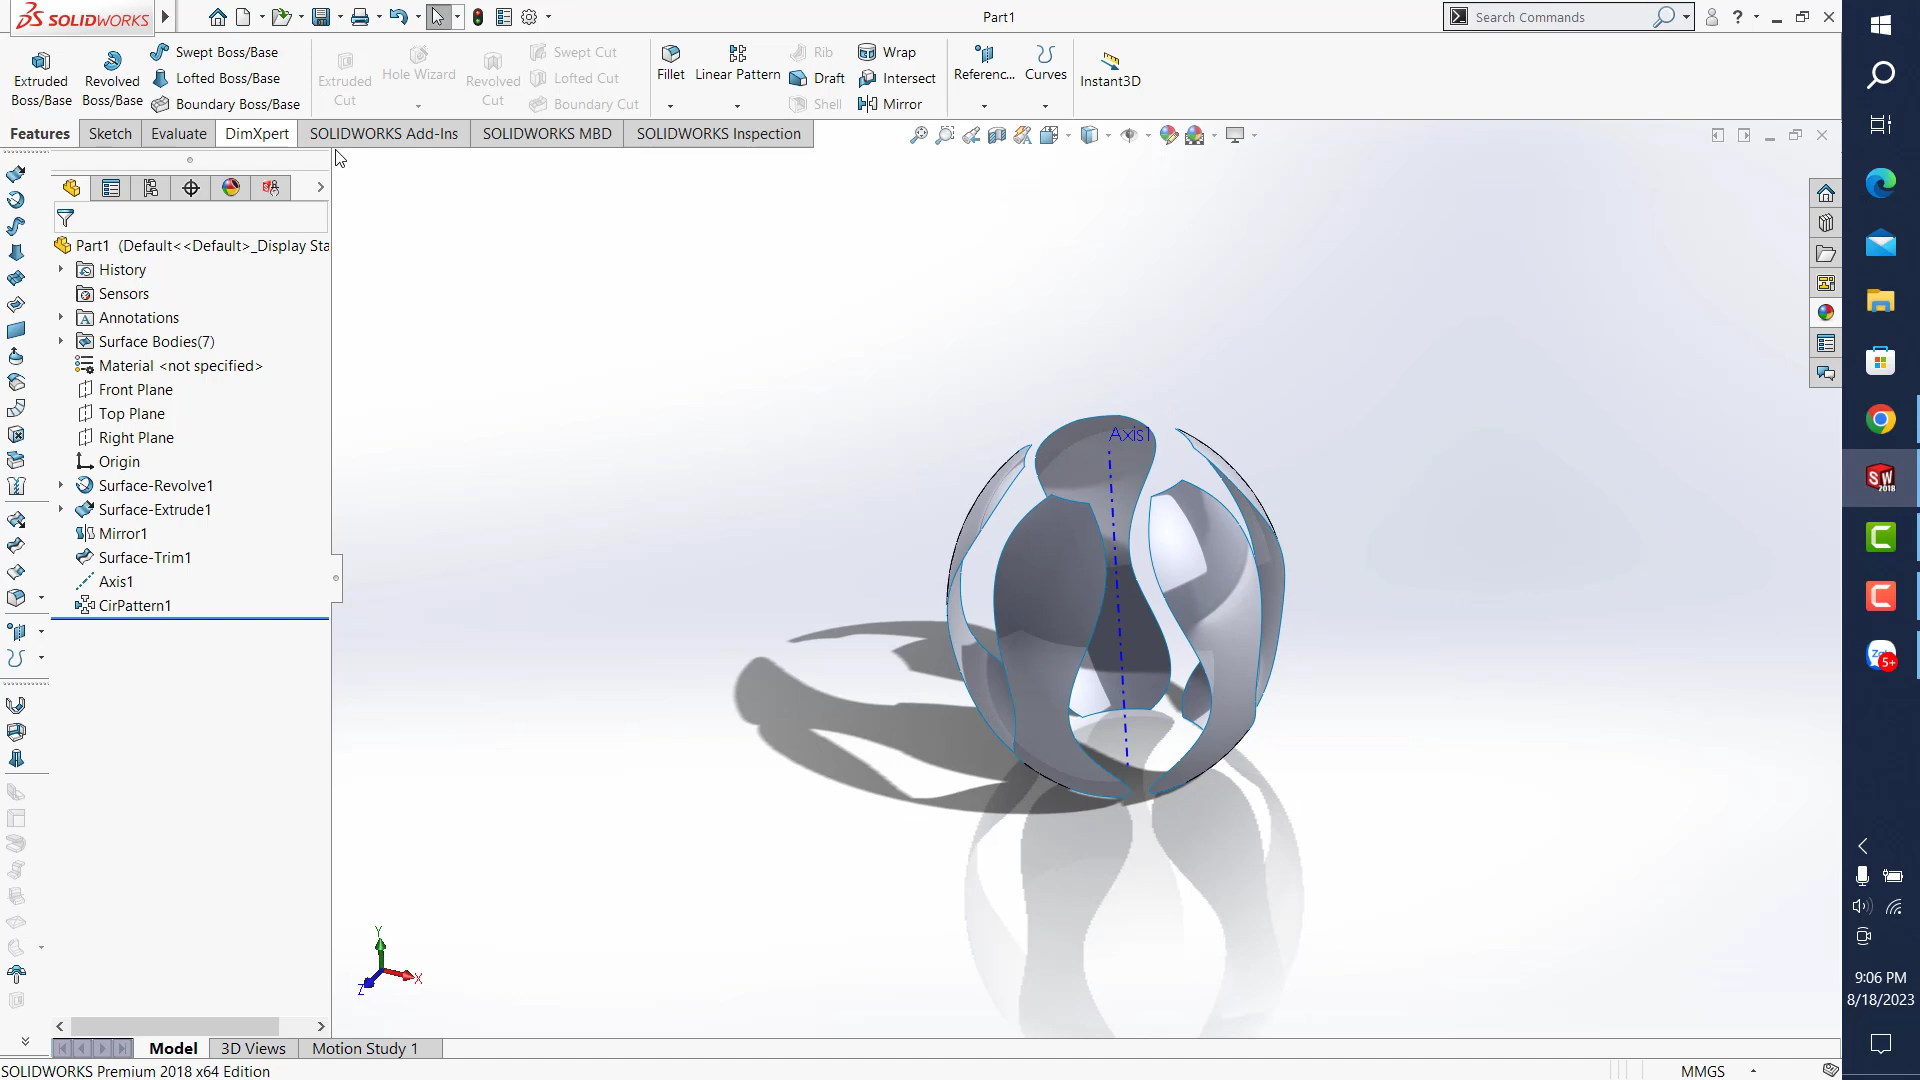 SOLIDWORKS
Part1
Search Commands
?
Extruded Boss/Base
Revolved Boss/Base
Swept Boss/Base
Lofted Boss/Base
Boundary Boss/Base
Extruded Cut
Hole Wizard
Revolved Cut
Swept Cut
Lofted Cut
Boundary Cut
Fillet
Linear Pattern
Rib
Draft
Shell
Wrap
Intersect
Mirror
Referenc...
Curves
Instant3D
Features
Sketch
Evaluate
DimXpert
SOLIDWORKS Add-Ins
SOLIDWORKS MBD
SOLIDWORKS Inspection
Part1 (Default<<Default>_Display Sta
History
Sensors
Annotations
Surface Bodies(7)
Material <not specified>
Front Plane
Top Plane
Right Plane
Origin
Surface-Revolve1
Surface-Extrude1
Mirror1
Surface-Trim1
Axis1
CirPattern1
Axis1
Y
X
Z
Model
3D Views
Motion Study 1
SOLIDWORKS Premium 2018 x64 Edition
MMGS
SW
2018
5+
9:06 PM
8/18/2023